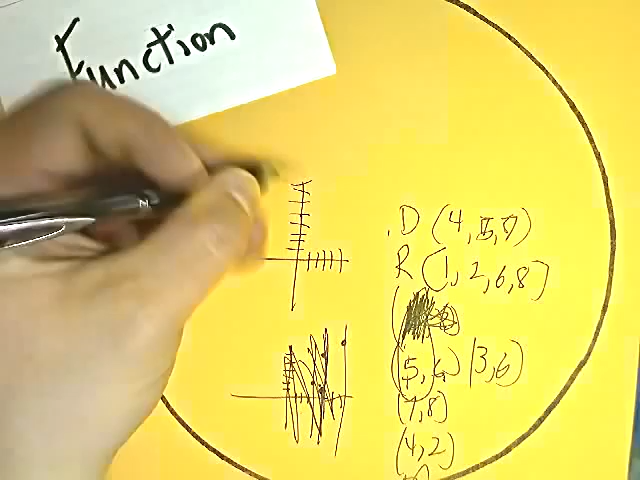 Function
.D (4,5,7)
R (1,2,6,8)
(5,6) (3,6)
(7,8)
(4,2)